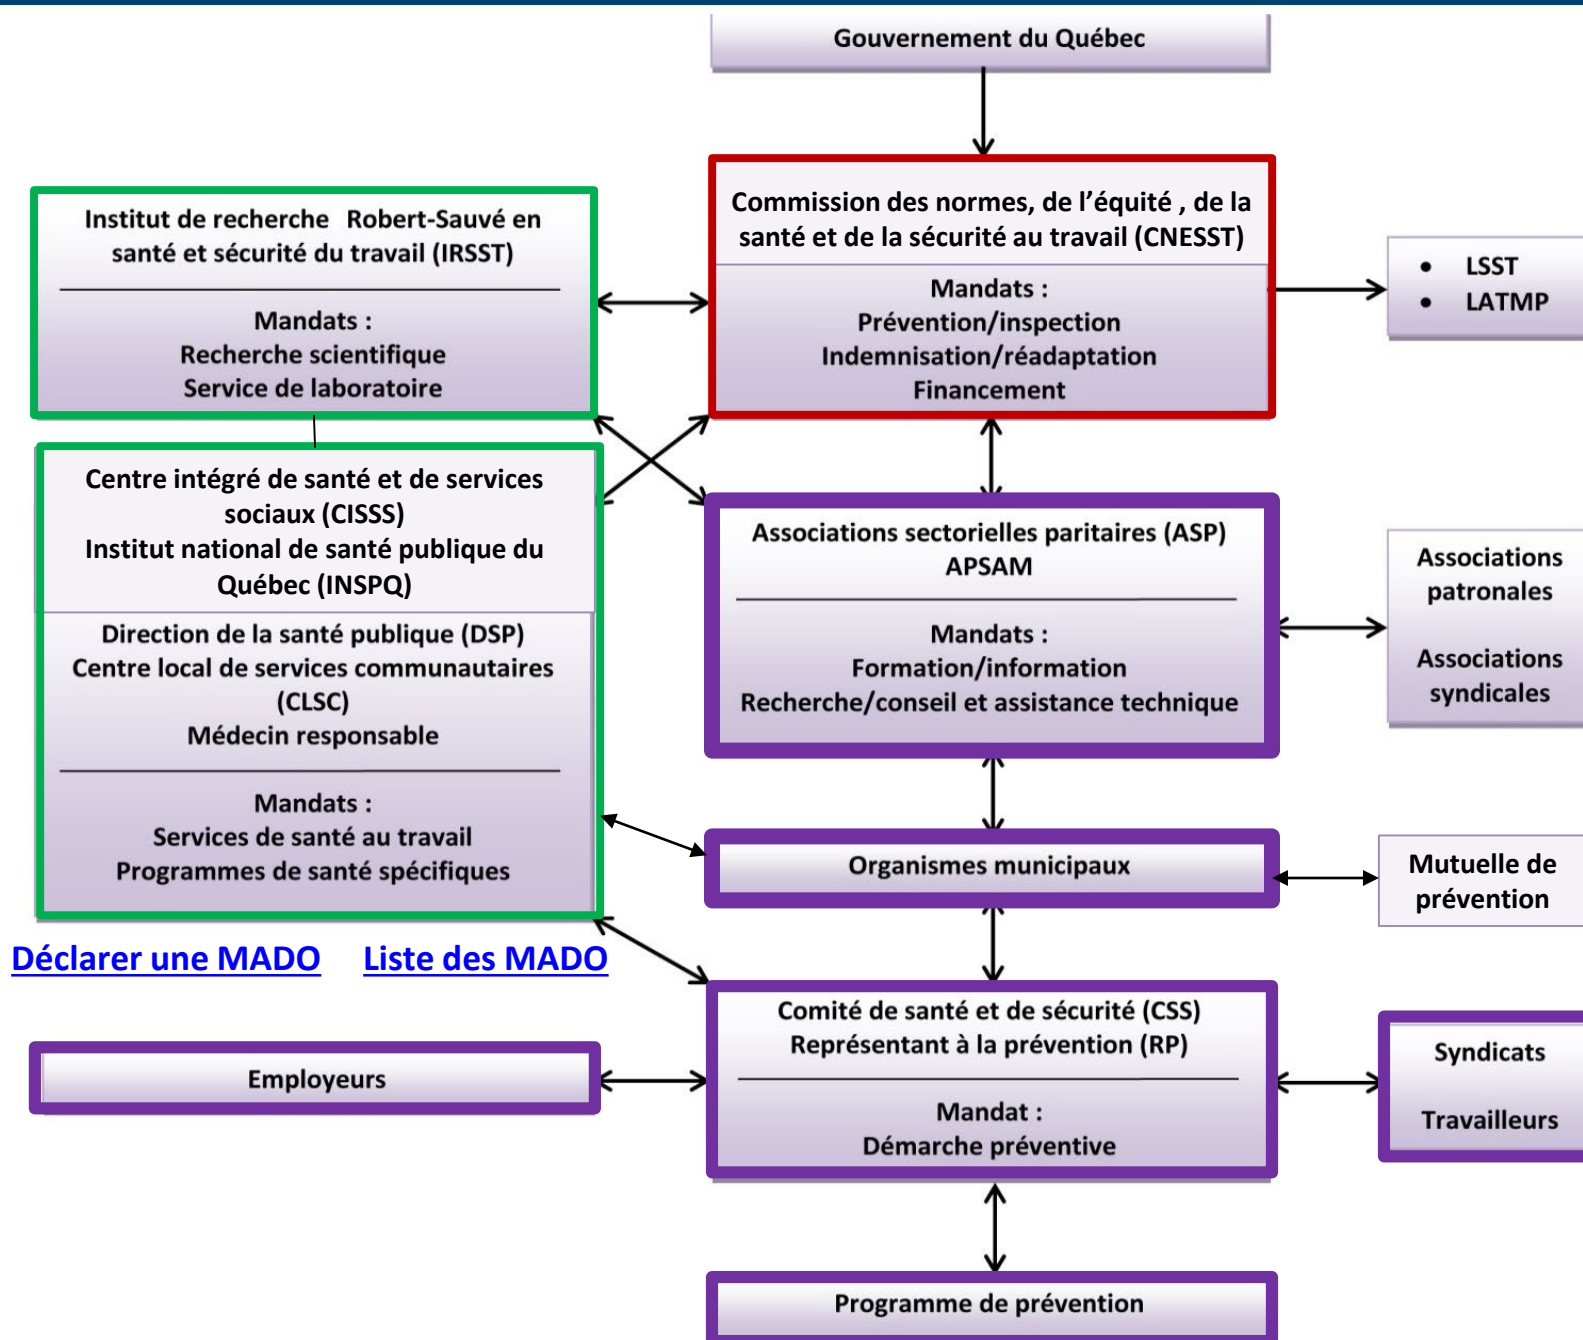 Gouvernement du Québec
Institut de recherche Robert-Sauvé en
santé et sécurité du travail (IRSST)
Mandats :
Recherche scientifique
Service de laboratoire
Commission des normes, de l'équité , de la
santé et de la sécurité au travail (CNESST)
Mandats :
Prévention/inspection
Indemnisation/réadaptation
Financement
• LSST
• LATMP
Centre intégré de santé et de services
sociaux (CISSS)
Institut national de santé publique du
Québec (INSPQ)
Direction de la santé publique (DSP)
Centre local de services communautaires
(CLSC)
Médecin responsable
Mandats :
Services de santé au travail
Programmes de santé spécifiques
Associations sectorielles paritaires (ASP)
APSAM
Mandats :
Formation/information
Recherche/conseil et assistance technique
Associations
patronales
Associations
syndicales
Organismes municipaux
Mutuelle de
prévention
Déclarer une MADO Liste des MADO
Employeurs
Comité de santé et de sécurité (CSS)
Représentant à la prévention (RP)
Mandat :
Démarche préventive
Syndicats
Travailleurs
Programme de prévention